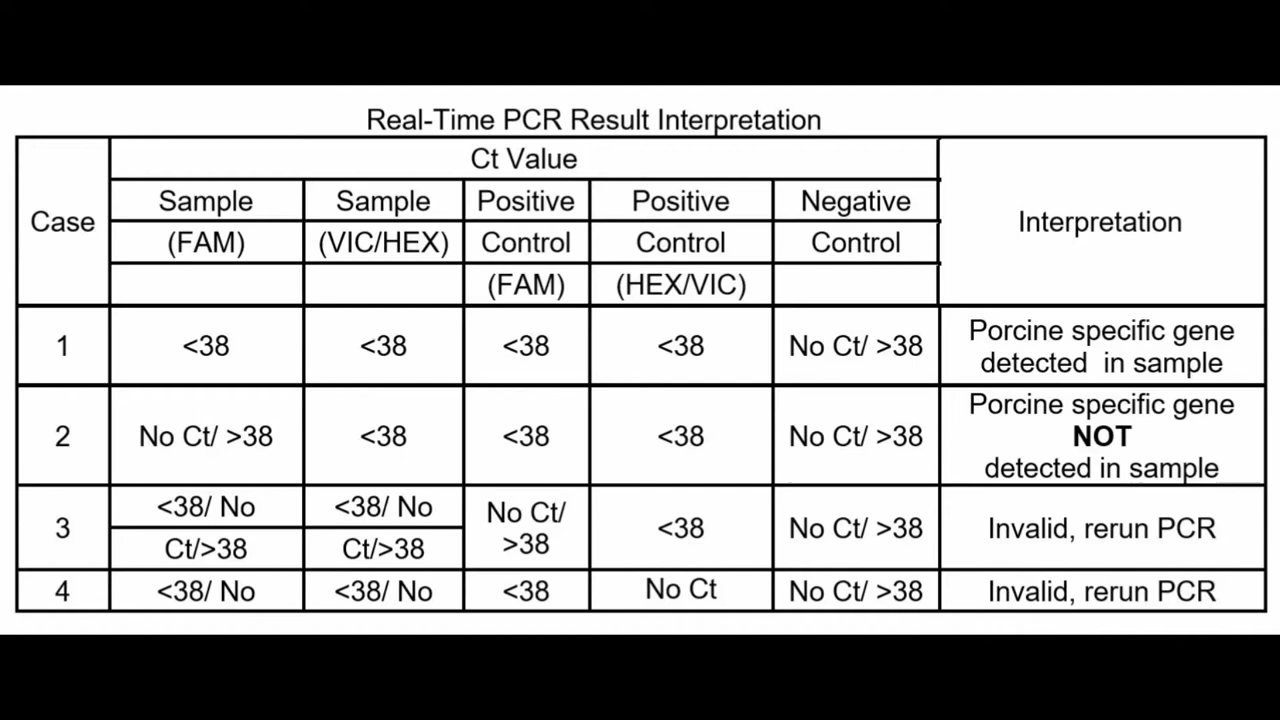 Real-Time PCR Result Interpretation
Case
Ct Value
Interpretation
Sample
Sample
Positive
Positive
Negative
(FAM)
(VIC/HEX)
Control
Control
Control
(FAM)
(HEX/VIC)
1
<38
<38
<38
<38
No Ct/ >38
Porcine specific gene
detected in sample
2
No Ct/ >38
<38
<38
<38
No Ct/ >38
Porcine specific gene
NOT
detected in sample
3
<38/ No
Ct/>38
<38/ No
Ct/>38
No Ct/
>38
<38
No Ct/ >38
Invalid, rerun PCR
4
<38/ No
<38/ No
<38
No Ct
No Ct/ >38
Invalid, rerun PCR